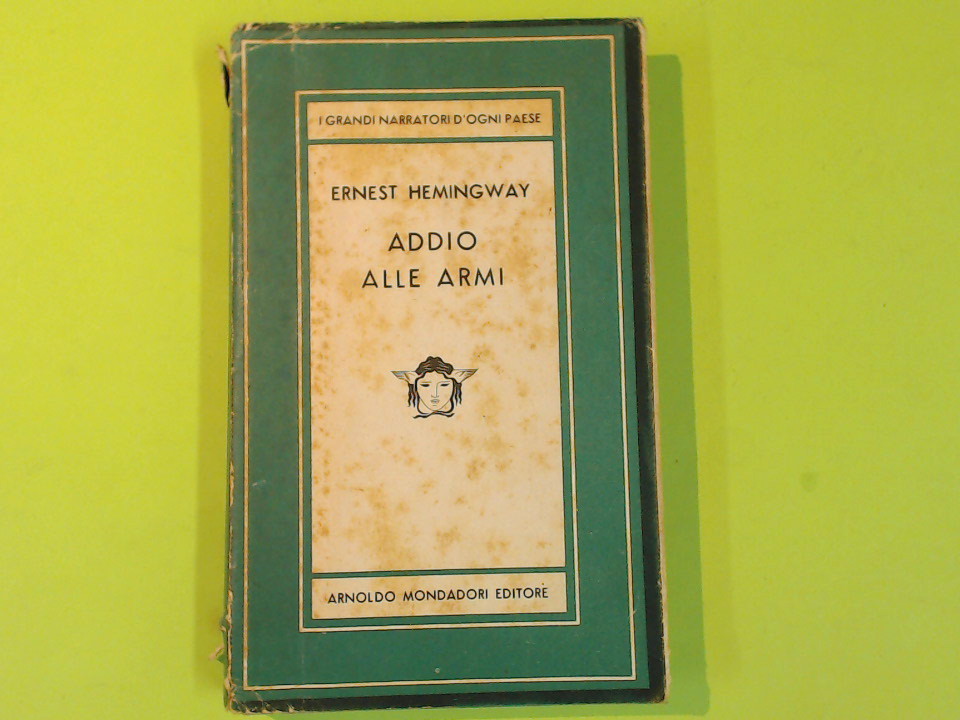 I GRANDI NARRATORI D'OGNI PAESE
ERNEST HEMINGWAY
ADDIO
ALLE ARMI
ARNOLDO MONDADORI EDITORE